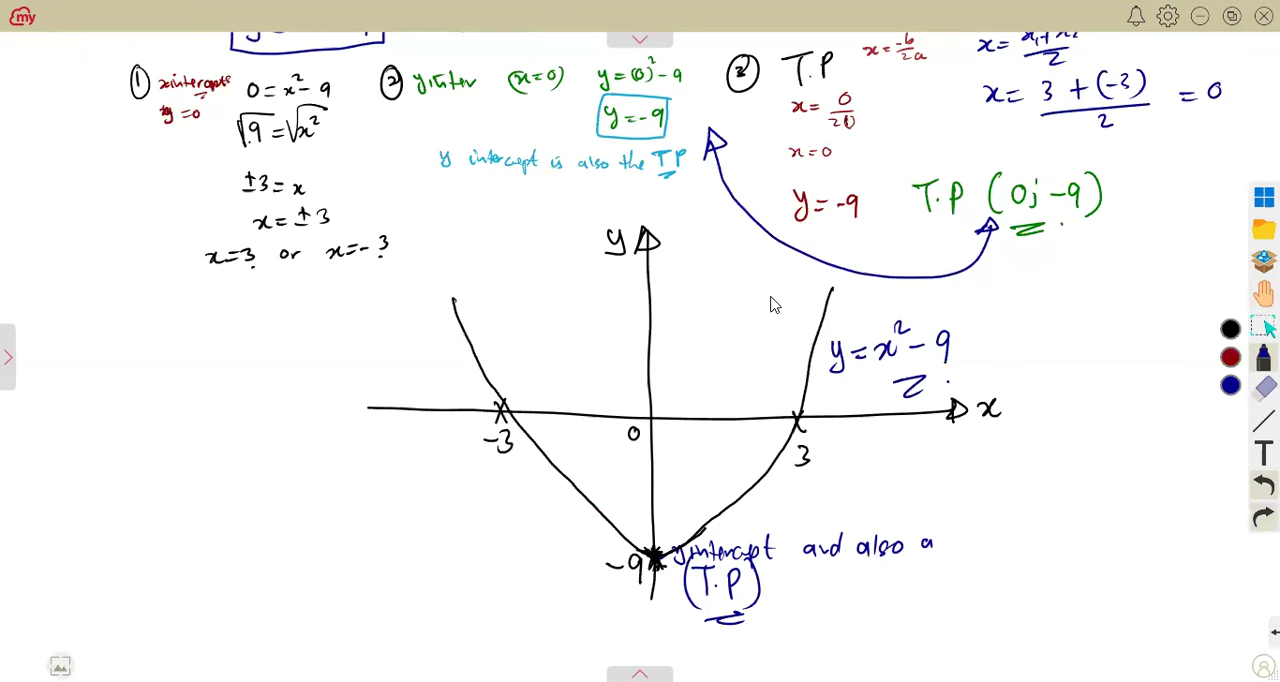 my
① x intercepts
y=0
0=x²-9
√9=√x²
±3=x
x=±3
x=3 or x=-3
② y inter (x=0) y=(0)²-9
y=-9
y intercept is also the TP
③ T.P x=-b/2a
x=0/2(1)
x=0
y=-9
x=x₁+x₂/2
x=3+(-3)/2=0
T.P (0;-9)
y
y=x²-9
x
-3
0
3
-9
y intercept and also a
(T.P)
T